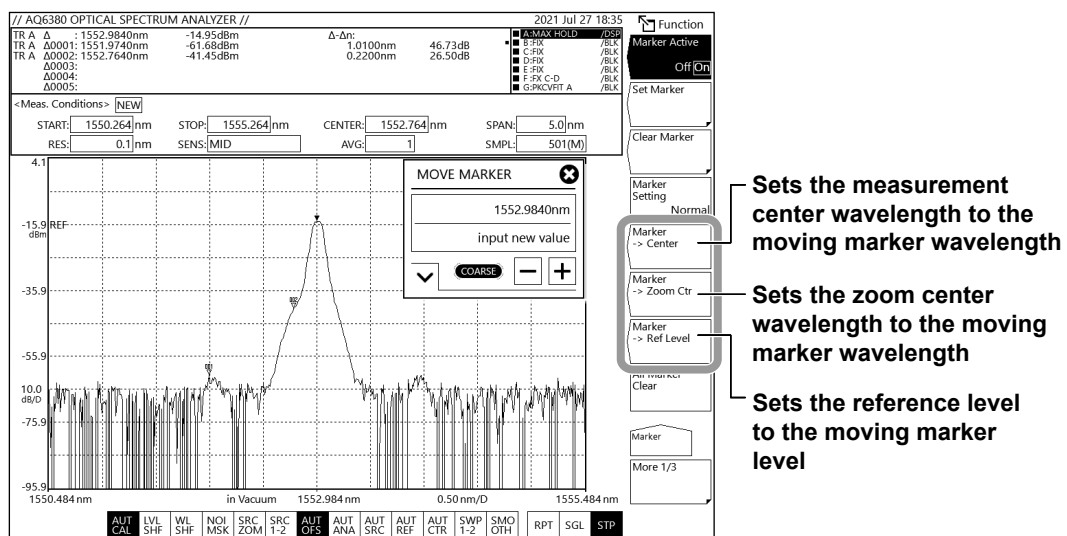 // AQ6380 OPTICAL SPECTRUM ANALYZER // 2021 Jul 27 18:35
TR A Δ : 1552.9840nm -14.95dBm Δ-Δn:
TR A Δ0001: 1551.9740nm -61.68dBm 1.0100nm 46.73dB
TR A Δ0002: 1552.7640nm -41.45dBm 0.2200nm 26.50dB
Δ0003:
Δ0004:
Δ0005:
A:MAX HOLD /DSP
B:FIX /BLK
C:FIX /BLK
D:FIX /BLK
E:FIX /BLK
F:FX C-D /BLK
G:PKCVFIT A /BLK
<Meas. Conditions> NEW
START: 1550.264 nm STOP: 1555.264 nm CENTER: 1552.764 nm SPAN: 5.0 nm
RES: 0.1 nm SENS: MID AVG: 1 SMPL: 501(M)
4.1
-15.9 REF
dBm
-35.9
-55.9
10.0
dB/D
-75.9
-95.9
002
001
1550.484 nm in Vacuum 1552.984 nm 0.50 nm/D 1555.484 nm
MOVE MARKER
1552.9840nm
input new value
COARSE
AUT CAL
LVL SHF
WL SHF
NOI MSK
SRC ZOM
SRC 1-2
AUT OFS
AUT ANA
AUT SRC
AUT REF
AUT CTR
SWP 1-2
SMO OTH
RPT
SGL
STP
Function
Marker Active
Off On
Set Marker
Clear Marker
Marker
Setting
Normal
Marker
-> Center
Marker
-> Zoom Ctr
Marker
-> Ref Level
All Marker
Clear
Marker
More 1/3
Sets the measurement
center wavelength to the
moving marker wavelength
Sets the zoom center
wavelength to the moving
marker wavelength
Sets the reference level
to the moving marker
level